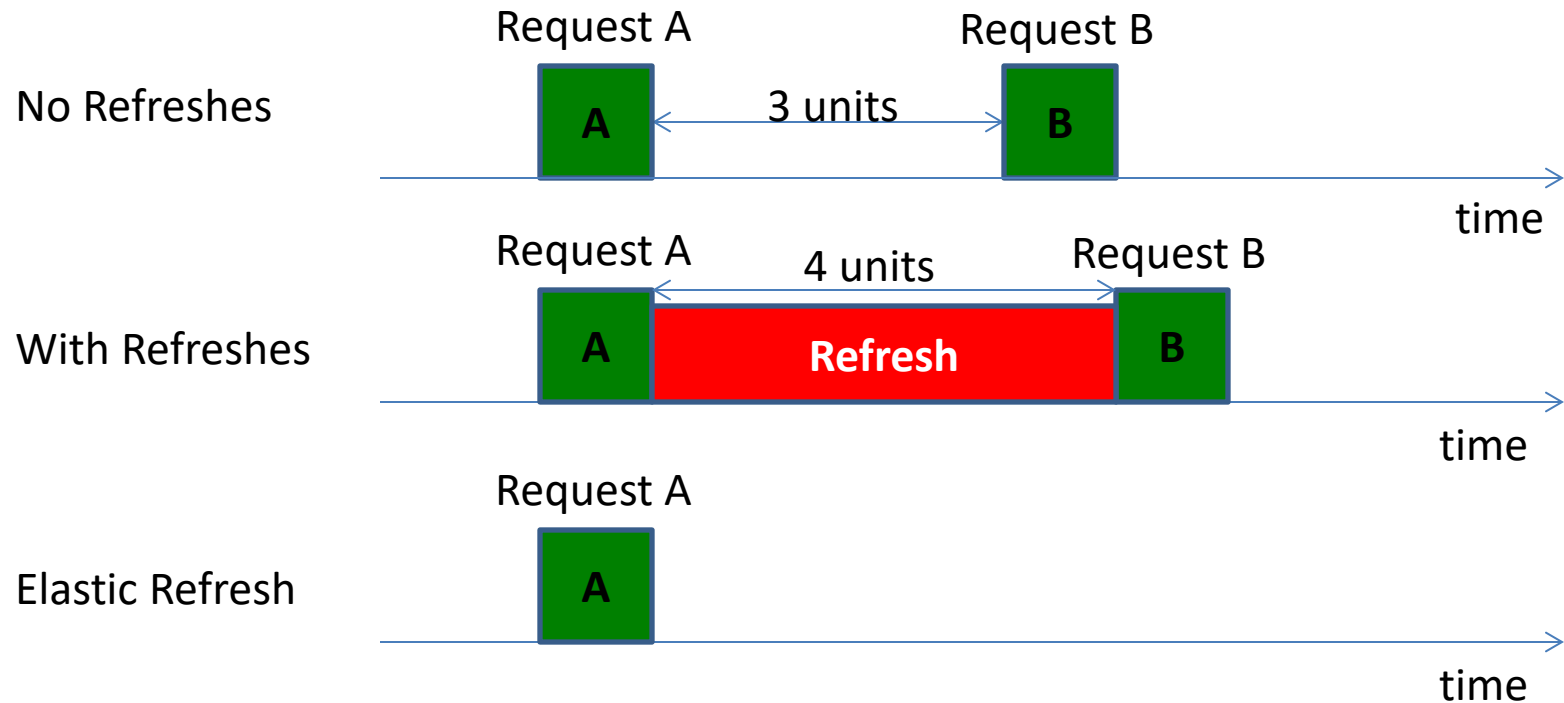 Request A
Request B
No Refreshes
A
3 units
B
time
Request A
4 units
Request B
With Refreshes
A
Refresh
B
time
Request A
Elastic Refresh
A
time